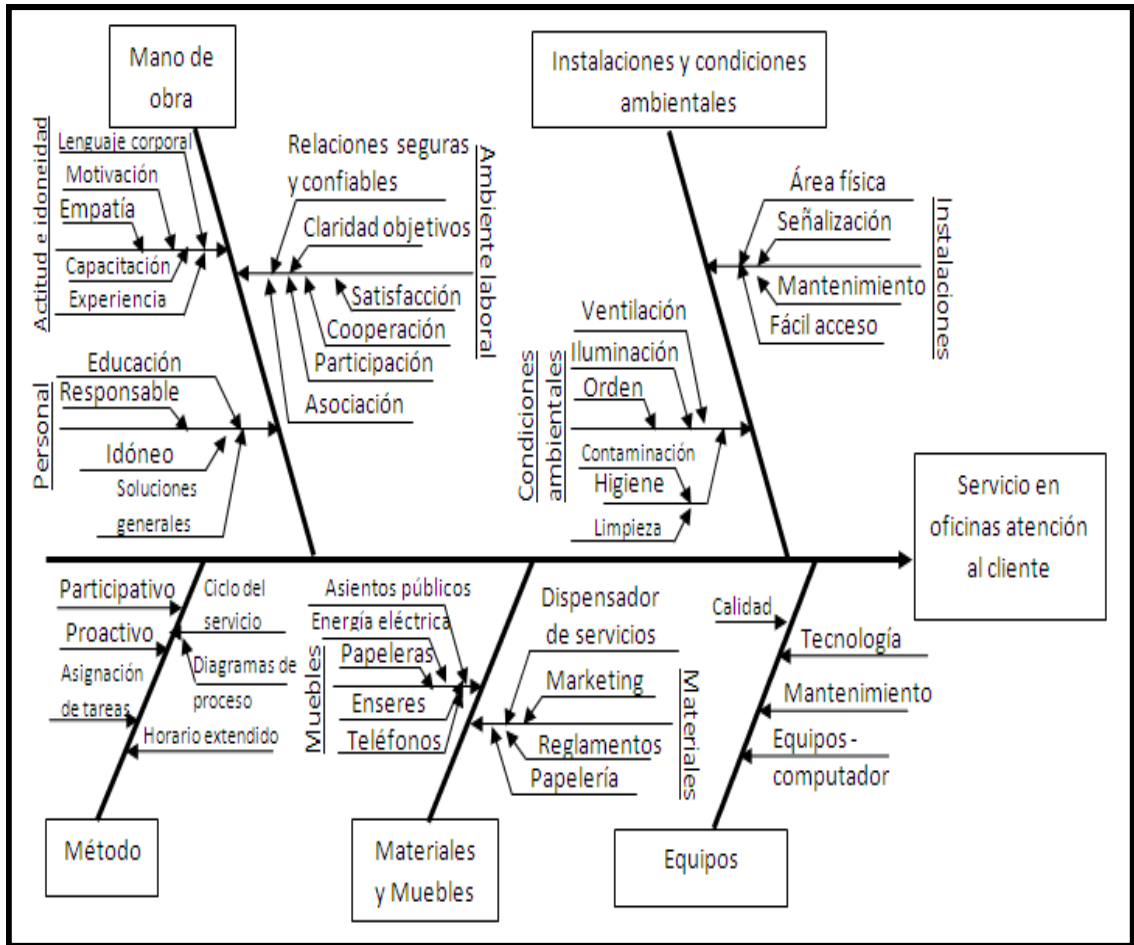 Mano de
obra
Instalaciones y condiciones
ambientales
Actitud e idoneidad
Lenguaje corporal
Motivación
Empatía
Capacitación
Experiencia
Ambiente laboral
Relaciones seguras
y confiables
Claridad objetivos
Satisfacción
Cooperación
Participación
Asociación
Personal
Educación
Responsable
Idóneo
Soluciones
generales
Instalaciones
Área física
Señalización
Mantenimiento
Fácil acceso
Condiciones
ambientales
Ventilación
Iluminación
Orden
Contaminación
Higiene
Limpieza
Servicio en
oficinas atención
al cliente
Participativo
Proactivo
Asignación
de tareas
Ciclo del
servicio
Diagramas de
proceso
Horario extendido
Muebles
Asientos públicos
Energía eléctrica
Papeleras
Enseres
Teléfonos
Dispensador
de servicios
Marketing
Reglamentos
Papelería
Materiales
Calidad
Tecnología
Mantenimiento
Equipos -
computador
Método
Materiales
y Muebles
Equipos